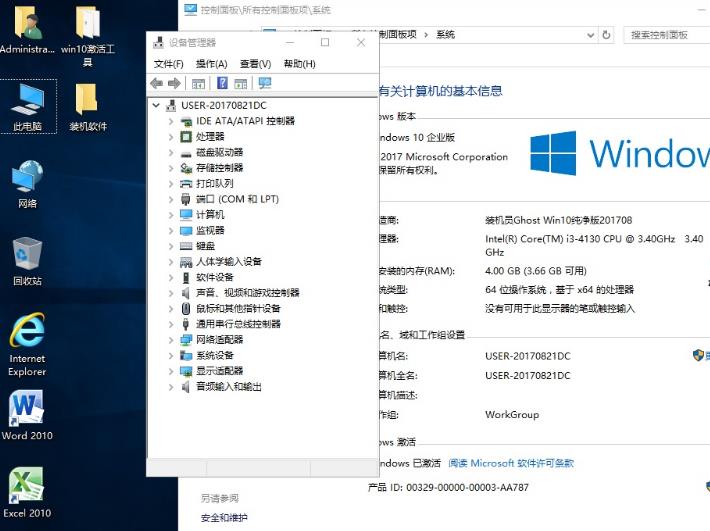 控制面板\所有控制面板项\系统
Administra...
win10激活工具
此电脑
装机软件
网络
回收站
Internet Explorer
Word 2010
Excel 2010
设备管理器
文件(F) 操作(A) 查看(V) 帮助(H)
USER-20170821DC
IDE ATA/ATAPI 控制器
处理器
磁盘驱动器
存储控制器
打印队列
端口 (COM 和 LPT)
计算机
监视器
键盘
人体学输入设备
软件设备
声音、视频和游戏控制器
鼠标和其他指针设备
通用串行总线控制器
网络适配器
系统设备
显示适配器
音频输入和输出
系统
搜索控制面板
有关计算机的基本信息
ows 版本
ndows 10 企业版
2017 Microsoft Corporation
保留所有权利。
Window
造商:
装机员Ghost Win10纯净版201708
理器:
Intel(R) Core(TM) i3-4130 CPU @ 3.40GHz 3.40
GHz
安装的内存(RAM):
4.00 GB (3.66 GB 可用)
统类型:
64 位操作系统，基于 x64 的处理器
和触控:
没有可用于此显示器的笔或触控输入
名、域和工作组设置
算机名:
USER-20170821DC
算机全名:
USER-20170821DC
算机描述:
作组:
WorkGroup
ows 激活
ndows 已激活 阅读 Microsoft 软件许可条款
产品 ID: 00329-00000-00003-AA787
另请参阅
安全和维护